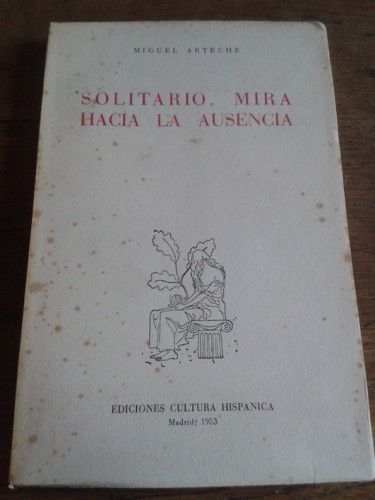 MIGUEL ARTECHE
SOLITARIO, MIRA
HACIA LA AUSENCIA
EDICIONES CULTURA HISPANICA
Madrid, 1953